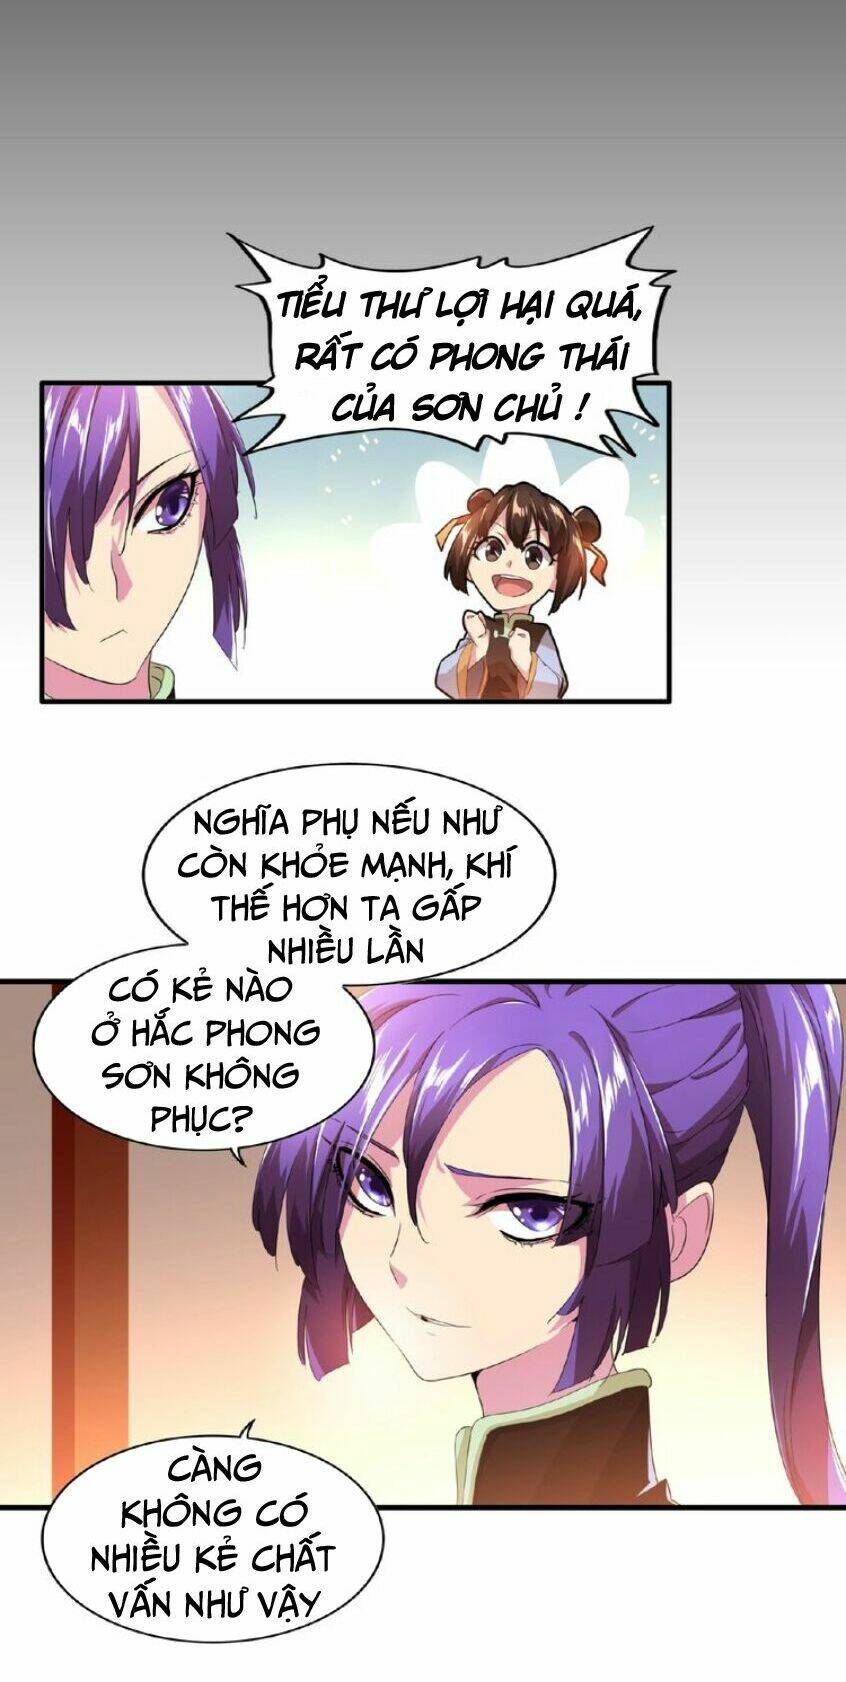 TIỂU THƯ LỢI HẠI QUÁ,
RẤT CÓ PHONG THÁI
CỦA SƠN CHỦ !
NGHĨA PHỤ NẾU NHƯ
CÒN KHỎE MẠNH, KHÍ
THẾ HƠN TA GẤP
NHIỀU LẦN
CÓ KẺ NÀO
Ở HẮC PHONG
SƠN KHÔNG
PHỤC?
CÀNG
KHÔNG CÓ
NHIỀU KẺ CHẤT
VẤN NHƯ VẬY